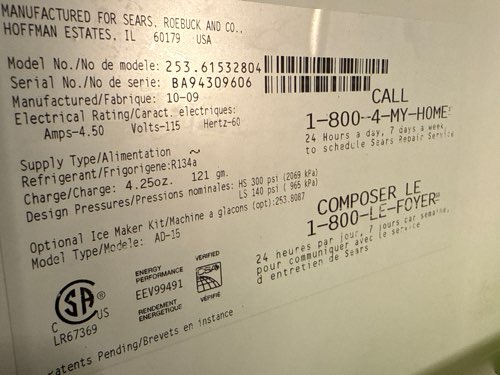 MANUFACTURED FOR SEARS, ROEBUCK AND CO.,
HOFFMAN ESTATES, IL 60179 USA
Model No./No de modele: 253.61532804
Serial No./No de série: BA94309606
Manufactured/Fabrique: 10-09
Electrical Rating/Caract. electriques:
Amps-4.50 Volts-115 Hertz-60
CALL
1-800-4-MY-HOME®
24 Hours a day, 7 days a week,
to schedule Sears Repair Service
Supply Type/Alimentation ~
Refrigerant/Frigorigene:R134a
Charge/Charge: 4.25oz. 121 gm.
Design Pressures/Pressions nominales: HS 300 psi (2069 kPa)
LS 140 psi ( 965 kPa)
Optional Ice Maker Kit/Machine a glacons (opt):253.8087
Model Type/Modele: AD-15
COMPOSER LE
1-800-LE-FOYER®
24 heures par jour, 7 jours par semaine,
pour communiquer avec le service
d entretien de Sears
CSA®
C US
LR67369
ENERGY
PERFORMANCE
EEV99491
RENDEMENT
ENERGETIQUE
VERIFIED
VÉRIFIÉ
atents Pending/Brevets en instance